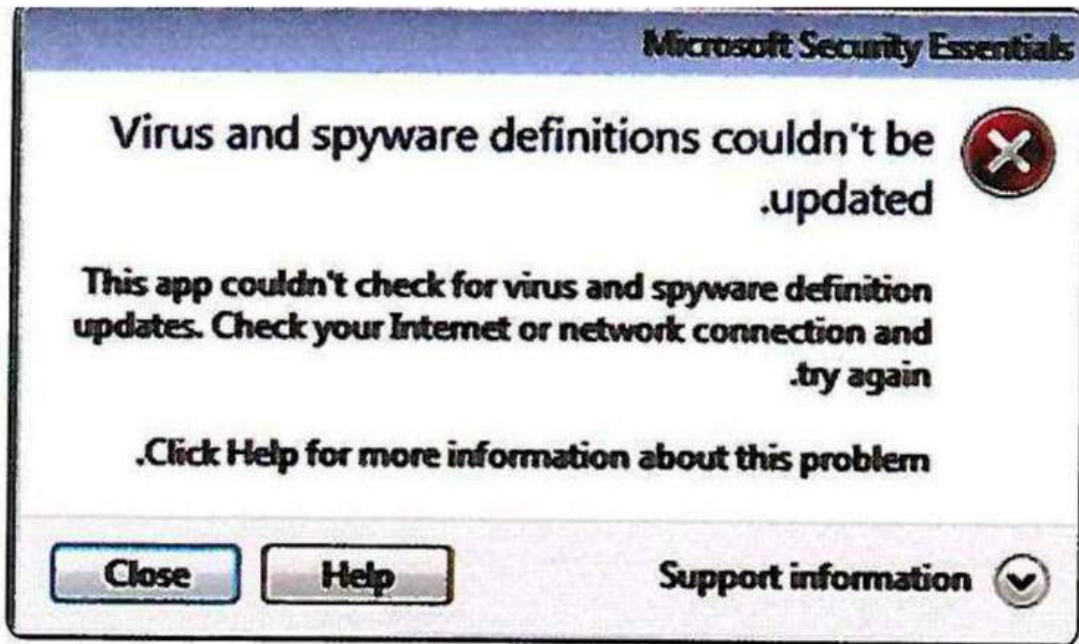 Microsoft Security Essentials
Virus and spyware definitions couldn't be
.updated
This app couldn't check for virus and spyware definition
updates. Check your Internet or network connection and
.try again
.Click Help for more information about this problem
Close
Help
Support information